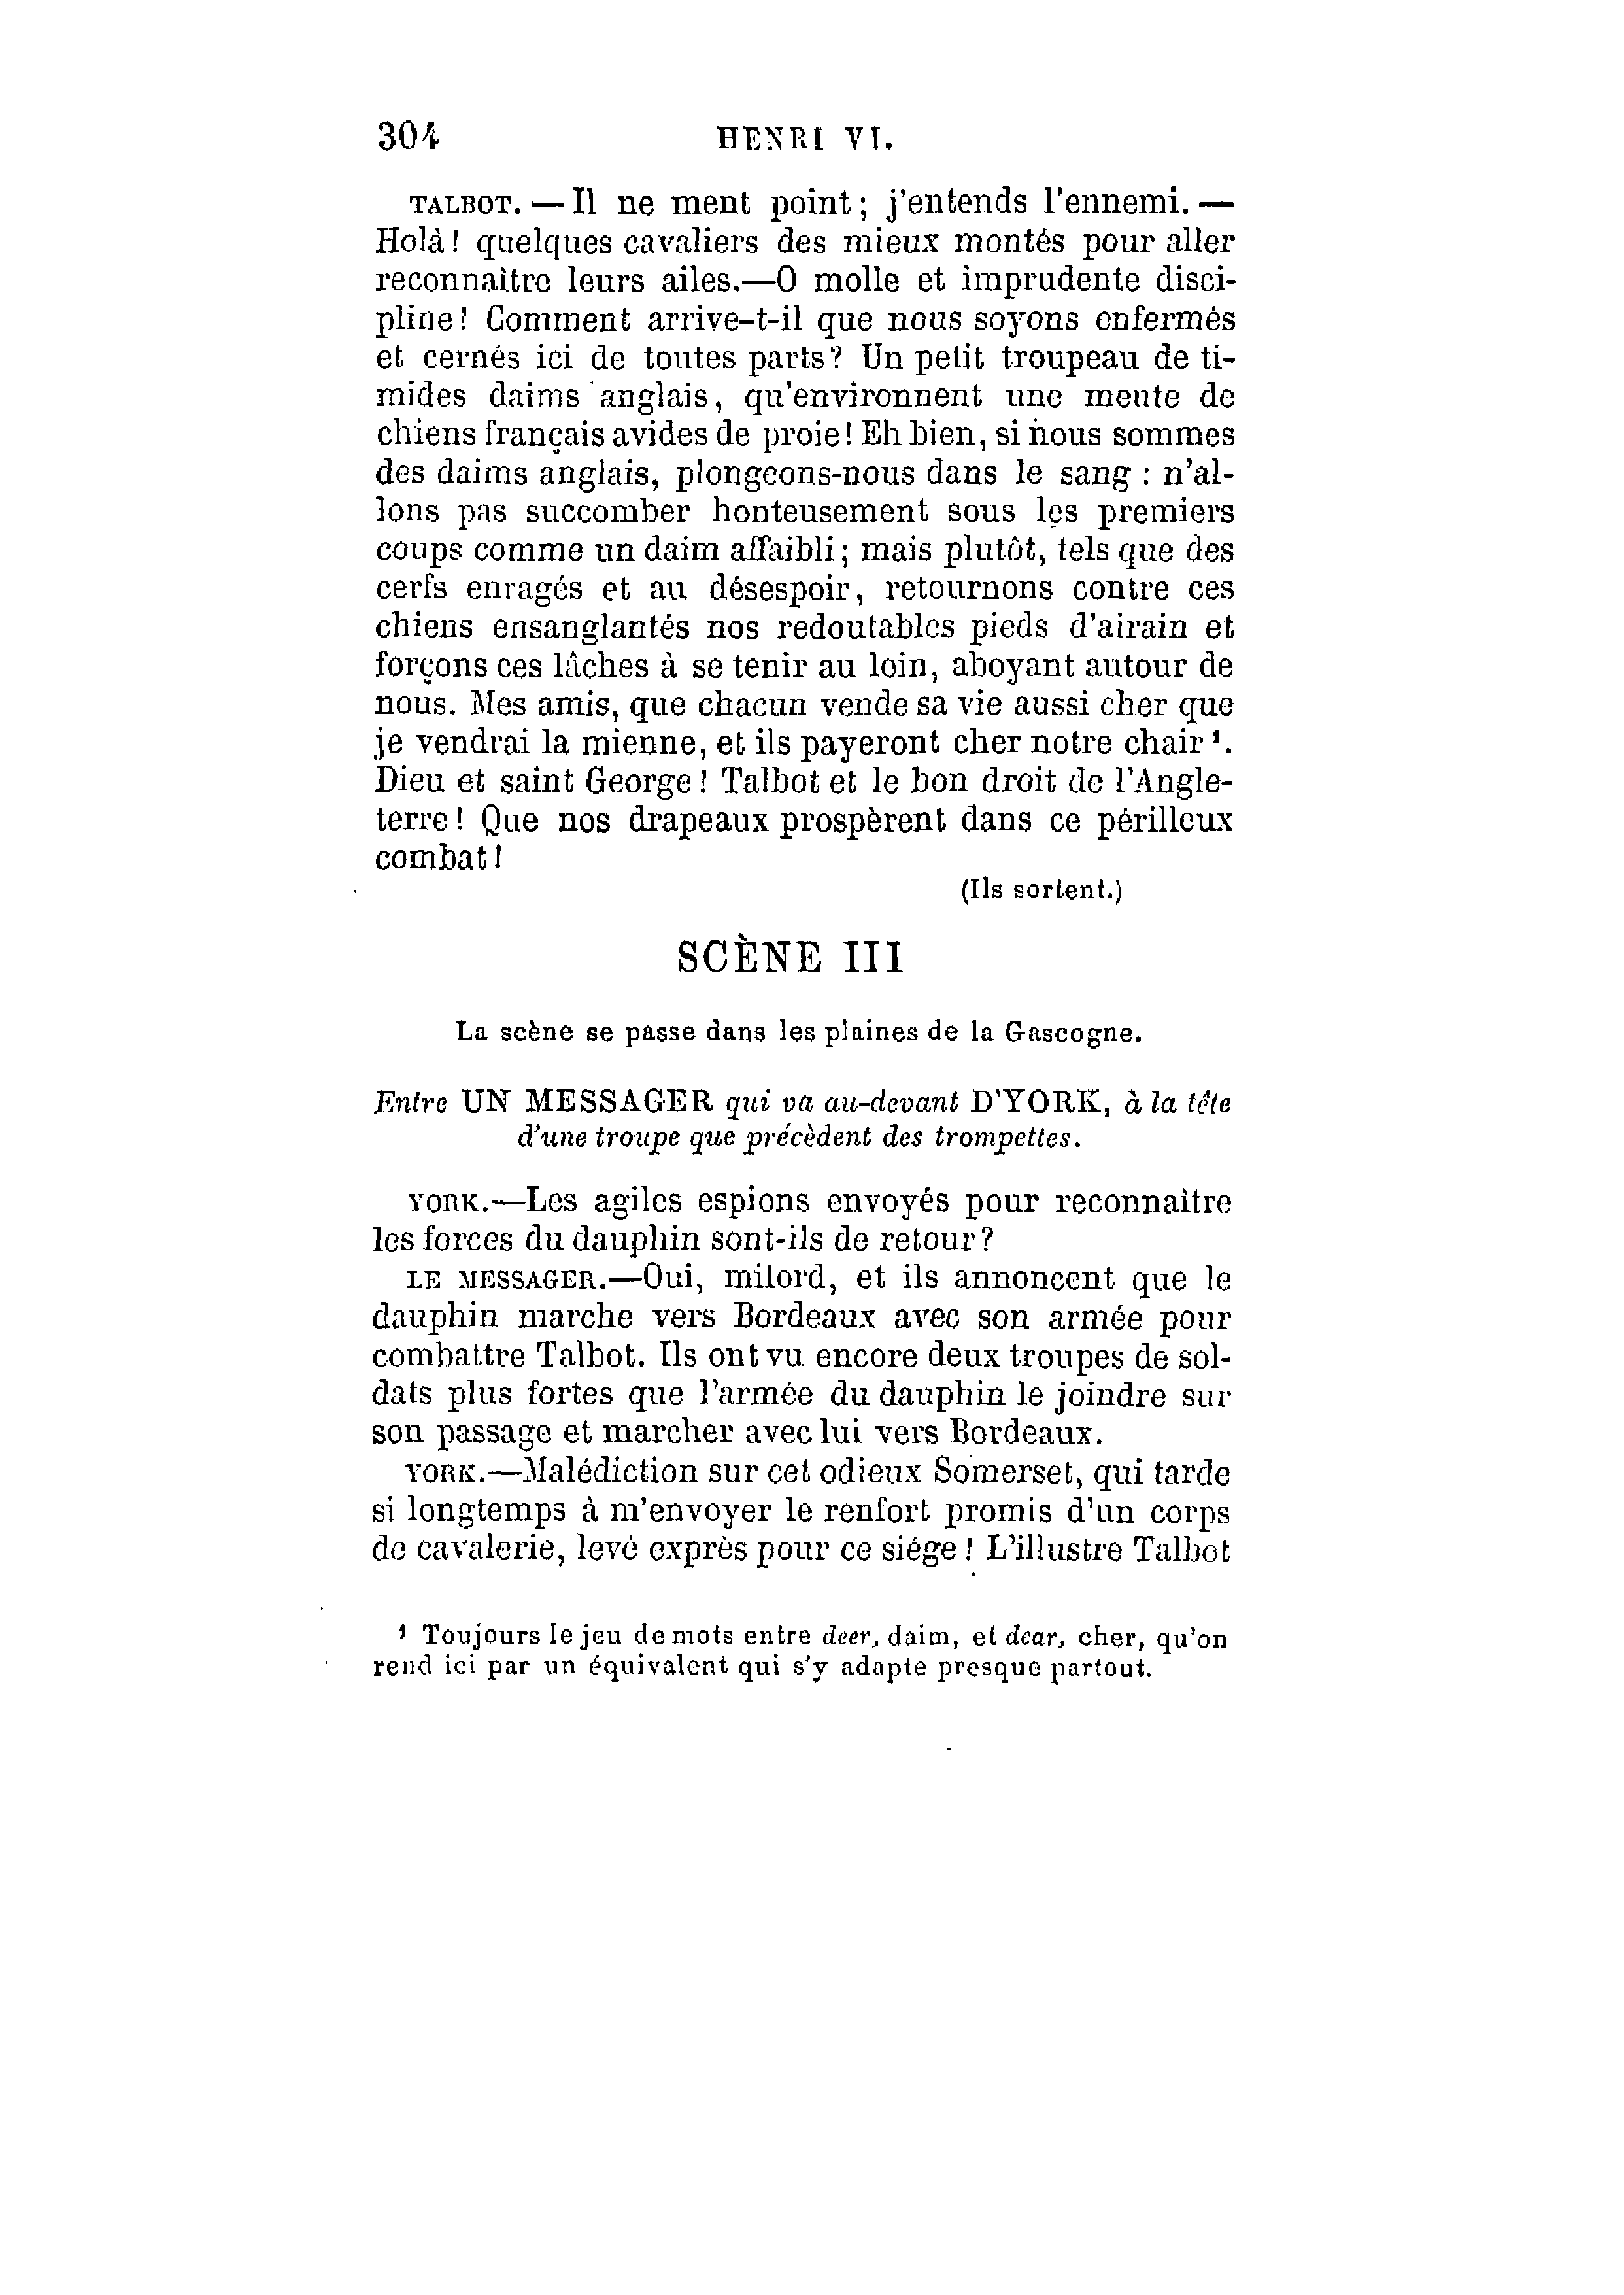 304 HENRI VI.
TALBOT. — Il ne ment point ; j'entends l'ennemi. —
Holà ! quelques cavaliers des mieux montés pour aller
reconnaître leurs ailes.—O molle et imprudente disci-
pline ! Comment arrive-t-il que nous soyons enfermés
et cernés ici de toutes parts ? Un petit troupeau de ti-
mides daims anglais, qu'environnent une meute de
chiens français avides de proie ! Eh bien, si nous sommes
des daims anglais, plongeons-nous dans le sang : n'al-
lons pas succomber honteusement sous les premiers
coups comme un daim affaibli ; mais plutôt, tels que des
cerfs enragés et au désespoir, retournons contre ces
chiens ensanglantés nos redoutables pieds d'airain et
forçons ces lâches à se tenir au loin, aboyant autour de
nous. Mes amis, que chacun vende sa vie aussi cher que
je vendrai la mienne, et ils payeront cher notre chair ¹.
Dieu et saint George ! Talbot et le bon droit de l'Angle-
terre ! Que nos drapeaux prospèrent dans ce périlleux
combat !
(Ils sortent.)
SCÈNE III
La scène se passe dans les plaines de la Gascogne.
Entre UN MESSAGER qui va au-devant D'YORK, à la tête
d'une troupe que précèdent des trompettes.
YORK.—Les agiles espions envoyés pour reconnaître
les forces du dauphin sont-ils de retour ?
LE MESSAGER.—Oui, milord, et ils annoncent que le
dauphin marche vers Bordeaux avec son armée pour
combattre Talbot. Ils ont vu encore deux troupes de sol-
dats plus fortes que l'armée du dauphin le joindre sur
son passage et marcher avec lui vers Bordeaux.
YORK.—Malédiction sur cet odieux Somerset, qui tarde
si longtemps à m'envoyer le renfort promis d'un corps
de cavalerie, levé exprès pour ce siége ! L'illustre Talbot
¹ Toujours le jeu de mots entre deer, daim, et dear, cher, qu'on
rend ici par un équivalent qui s'y adapte presque partout.